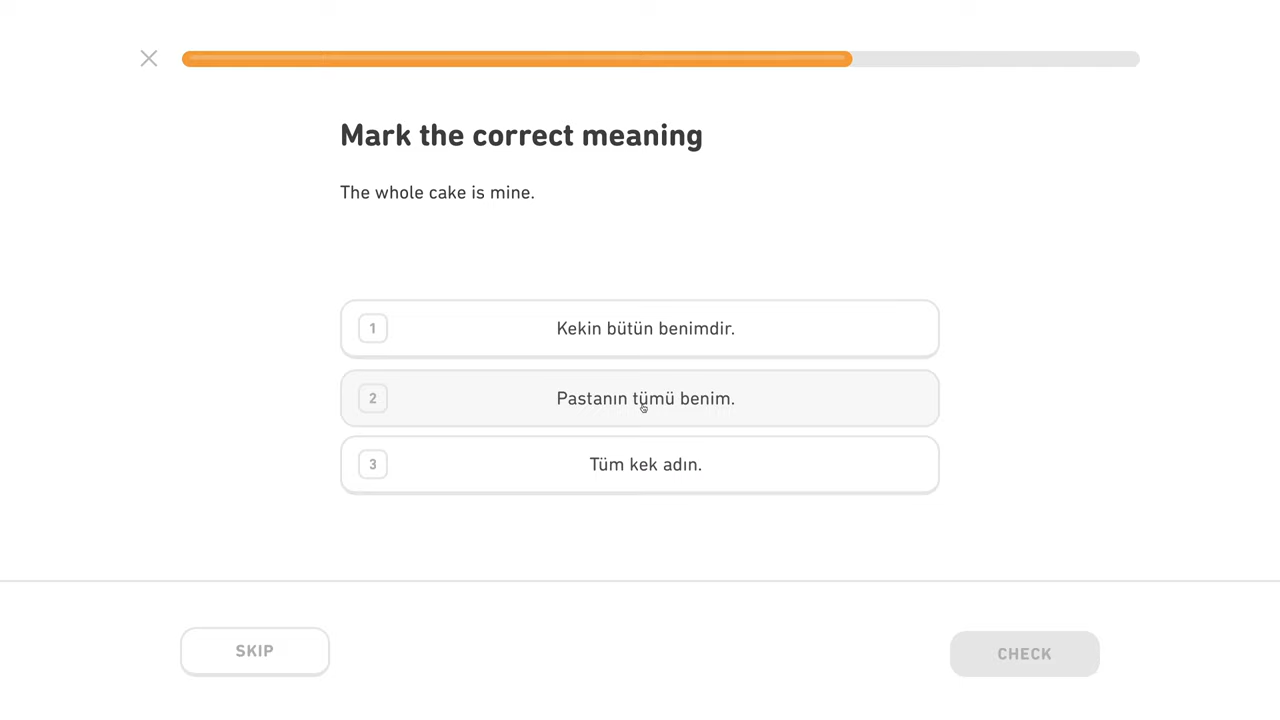 Mark the correct meaning
The whole cake is mine.
1 Kekin bütün benimdir.
2 Pastanın tümü benim.
3 Tüm kek adın.
SKIP
CHECK